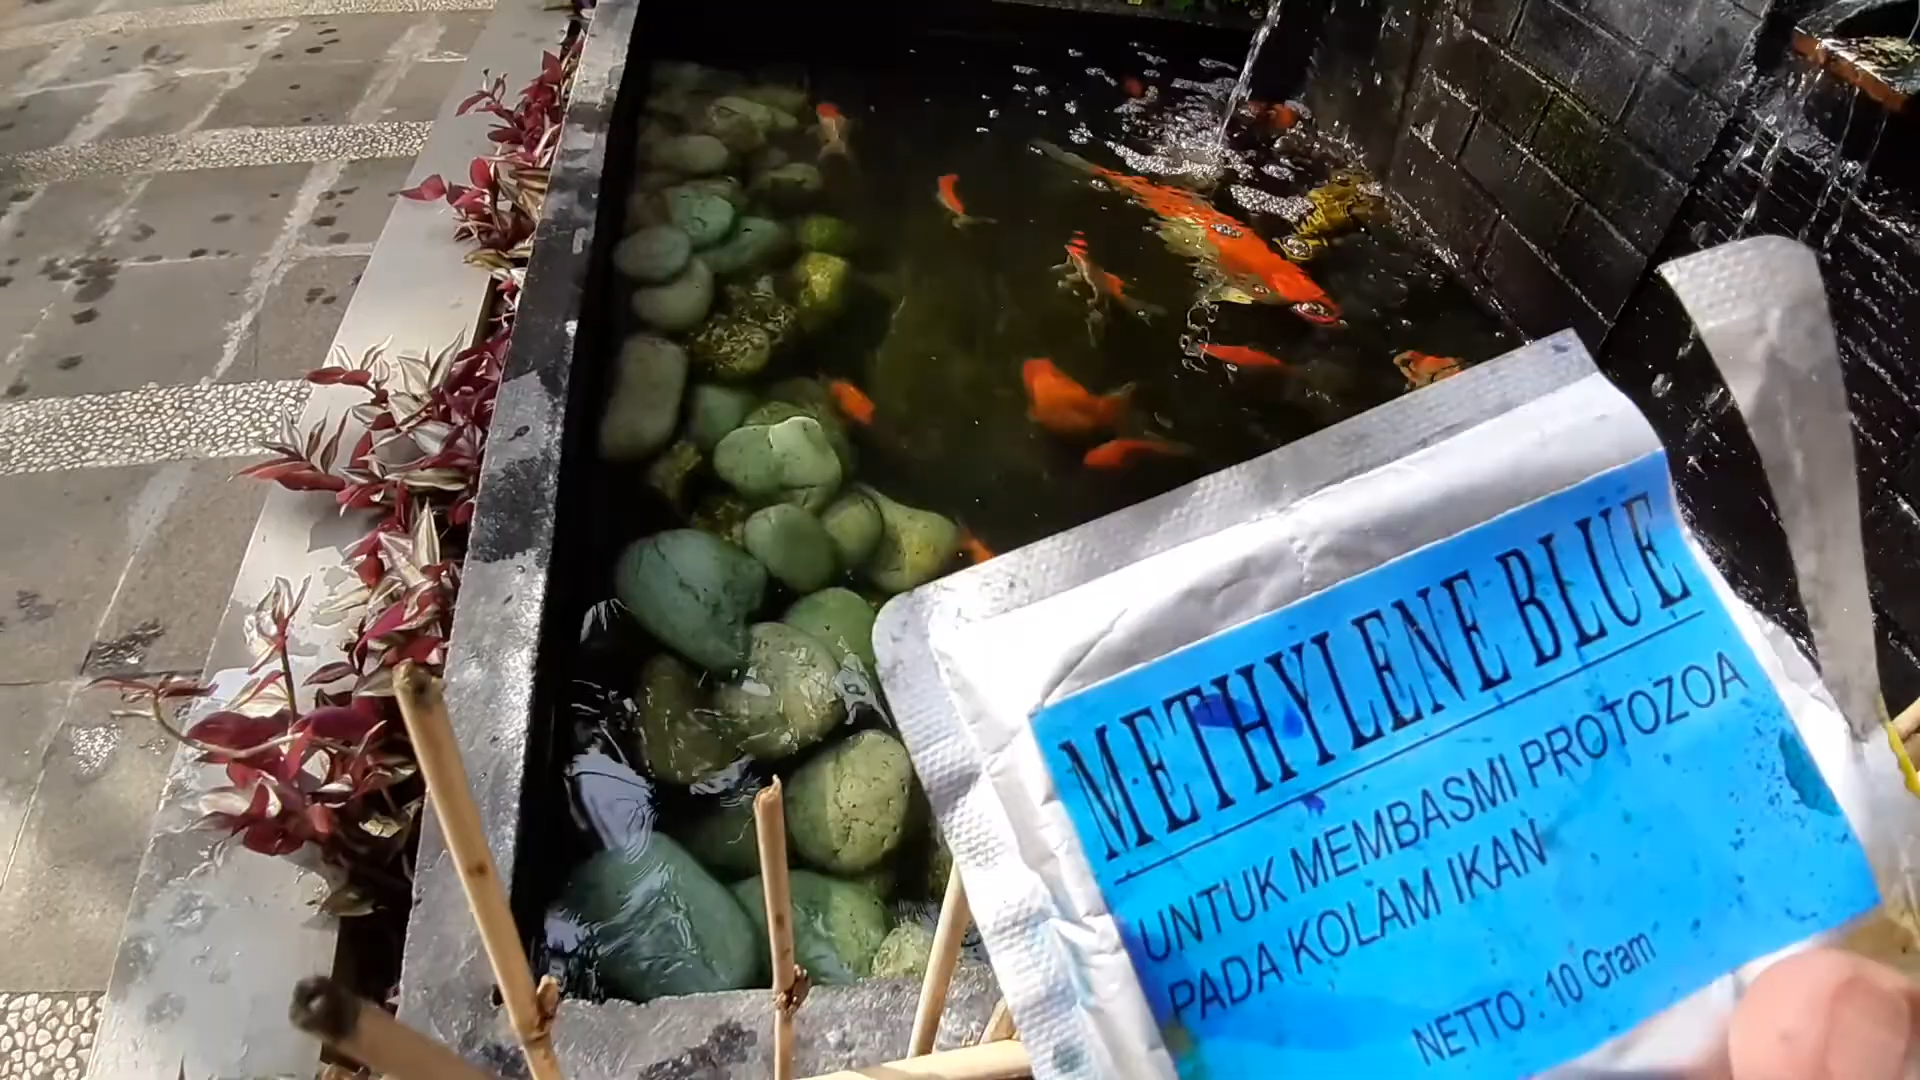 METHYLENE BLUE
UNTUK MEMBASMI PROTOZOA
PADA KOLAM IKAN
NETTO : 10 Gram